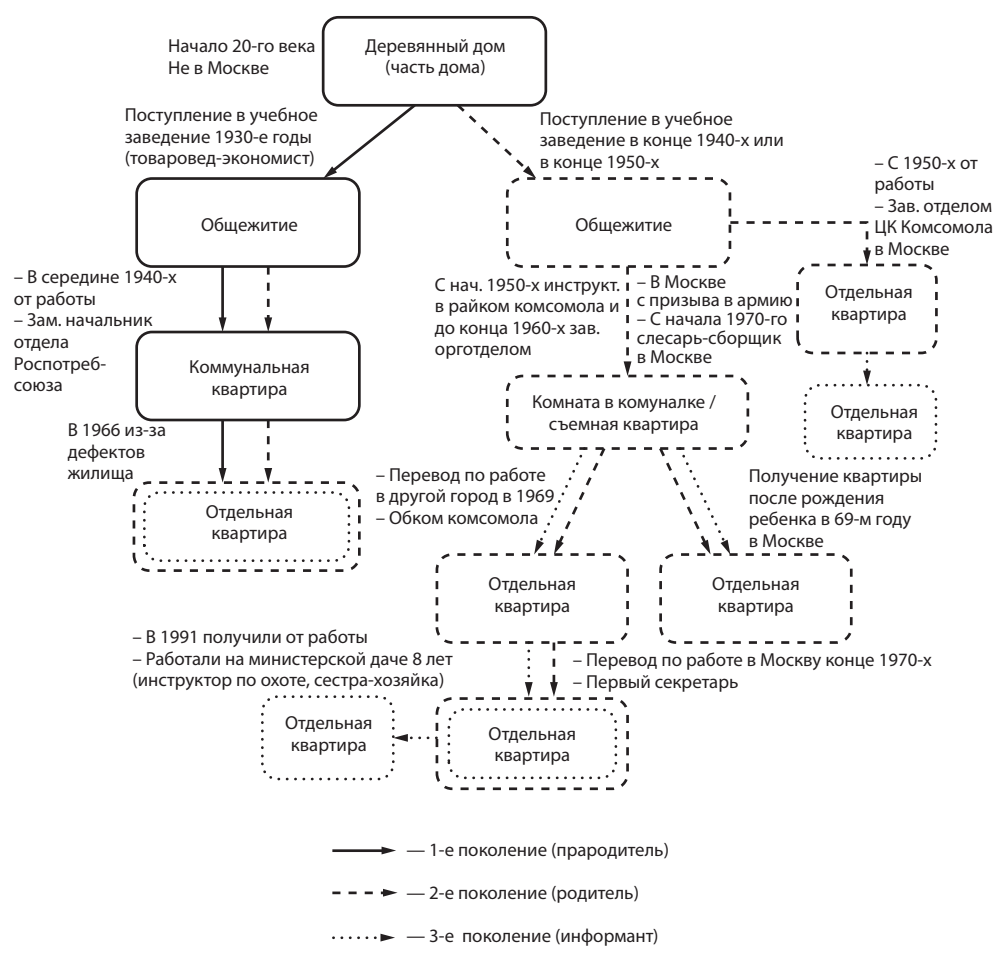 Начало 20-го века
Не в Москве
Деревянный дом
(часть дома)
Поступление в учебное
заведение 1930-е годы
(товаровед-экономист)
Поступление в учебное
заведение в конце 1940-х или
в конце 1950-х
– С 1950-х от
работы
– Зав. отделом
ЦК Комсомола
в Москве
Общежитие
Общежитие
– В середине 1940-х
от работы
– Зам. начальник
отдела
Роспотреб-
союза
С нач. 1950-х инструкт.
в райком комсомола и
до конца 1960-х зав.
орготделом
– В Москве
с призыва в армию
– С начала 1970-го
слесарь-сборщик
в Москве
Отдельная
квартира
Коммунальная
квартира
Комната в комуналке /
съемная квартира
Отдельная
квартира
В 1966 из-за
дефектов
жилища
– Перевод по работе
в другой город в 1969
– Обком комсомола
Получение квартиры
после рождения
ребенка в 69-м году
в Москве
Отдельная
квартира
Отдельная
квартира
Отдельная
квартира
– В 1991 получили от работы
– Работали на министерской даче 8 лет
(инструктор по охоте, сестра-хозяйка)
– Перевод по работе в Москву конце 1970-х
– Первый секретарь
Отдельная
квартира
Отдельная
квартира
— 1-е поколение (прародитель)
— 2-е поколение (родитель)
— 3-е поколение (информант)